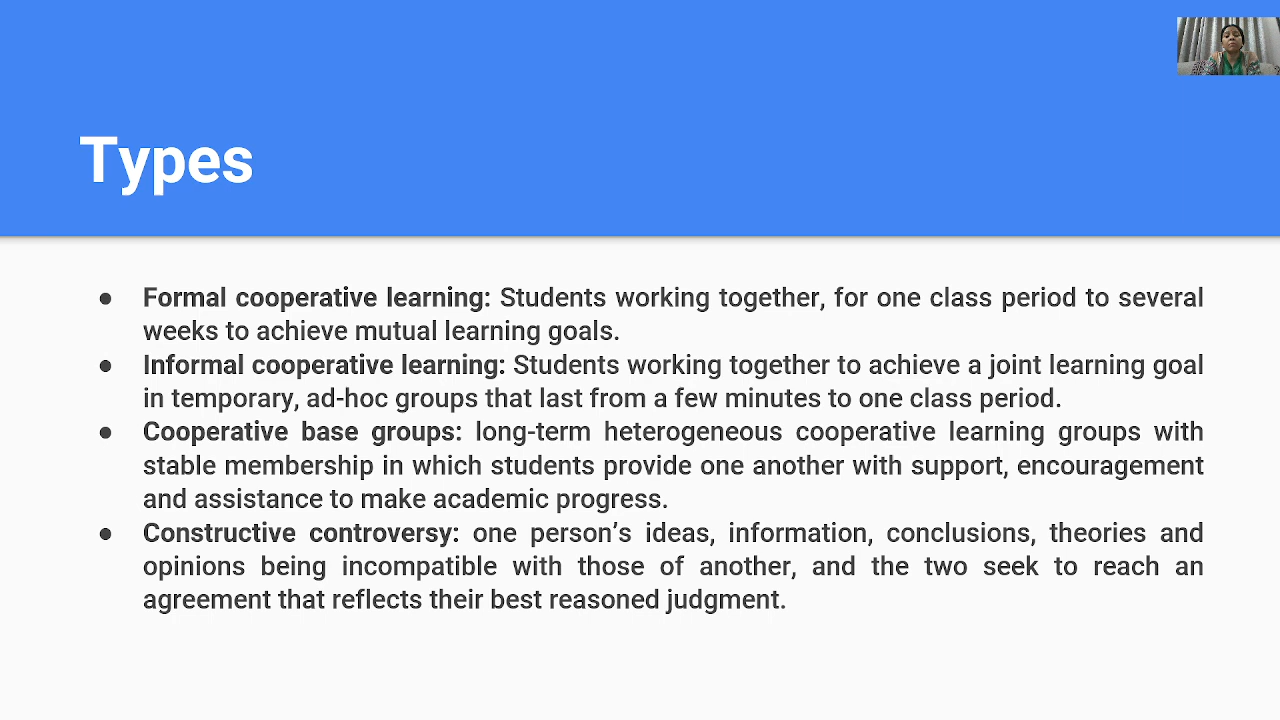 Types
● Formal cooperative learning: Students working together, for one class period to several
weeks to achieve mutual learning goals.
● Informal cooperative learning: Students working together to achieve a joint learning goal
in temporary, ad-hoc groups that last from a few minutes to one class period.
● Cooperative base groups: long-term heterogeneous cooperative learning groups with
stable membership in which students provide one another with support, encouragement
and assistance to make academic progress.
● Constructive controversy: one person’s ideas, information, conclusions, theories and
opinions being incompatible with those of another, and the two seek to reach an
agreement that reflects their best reasoned judgment.